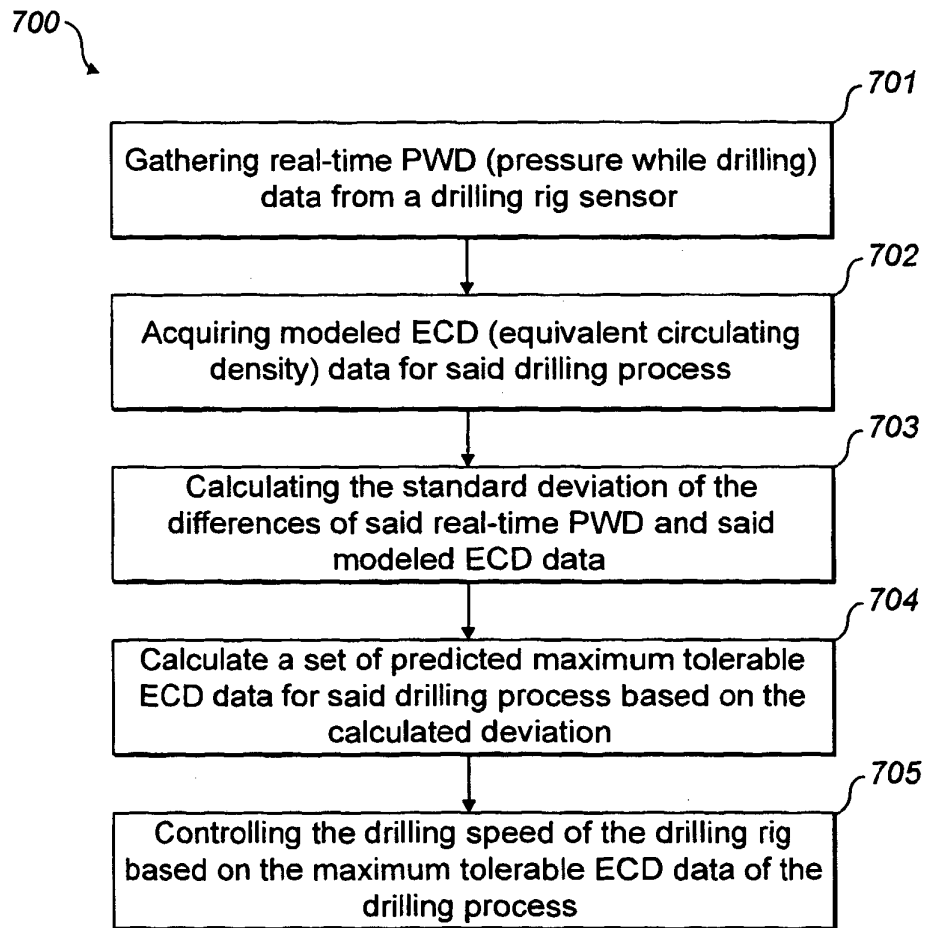 700
701
Gathering real-time PWD (pressure while drilling)
data from a drilling rig sensor
702
Acquiring modeled ECD (equivalent circulating
density) data for said drilling process
703
Calculating the standard deviation of the
differences of said real-time PWD and said
modeled ECD data
704
Calculate a set of predicted maximum tolerable
ECD data for said drilling process based on the
calculated deviation
705
Controlling the drilling speed of the drilling rig
based on the maximum tolerable ECD data of the
drilling process